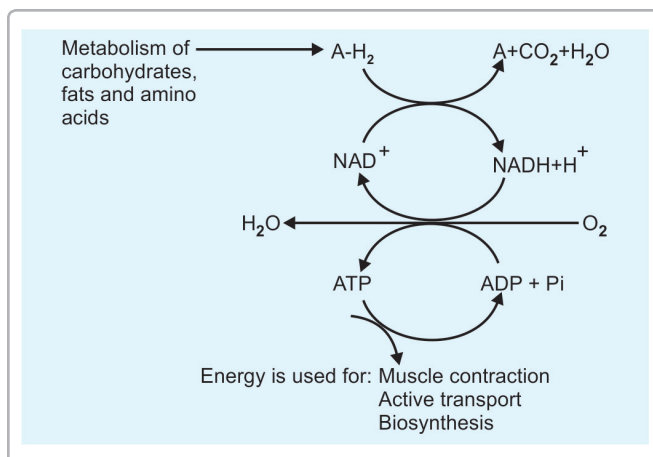 Metabolism of
carbohydrates,
fats and amino
acids
A-H₂
A+CO₂+H₂O
NAD⁺
NADH+H⁺
H₂O
O₂
ATP
ADP + Pi
Energy is used for: Muscle contraction
Active transport
Biosynthesis